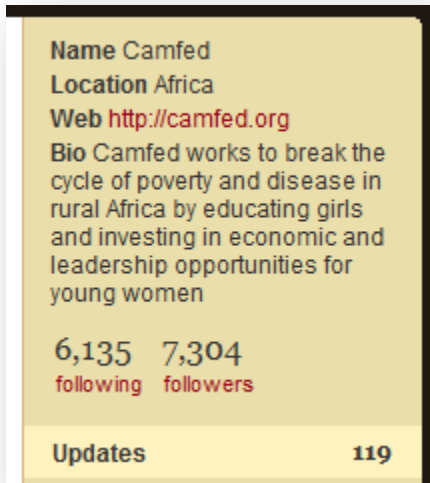 Name Camfed
Location Africa
Web http://camfed.org
Bio Camfed works to break the
cycle of poverty and disease in
rural Africa by educating girls
and investing in economic and
leadership opportunities for
young women
6,135 7,304
following followers
Updates 119